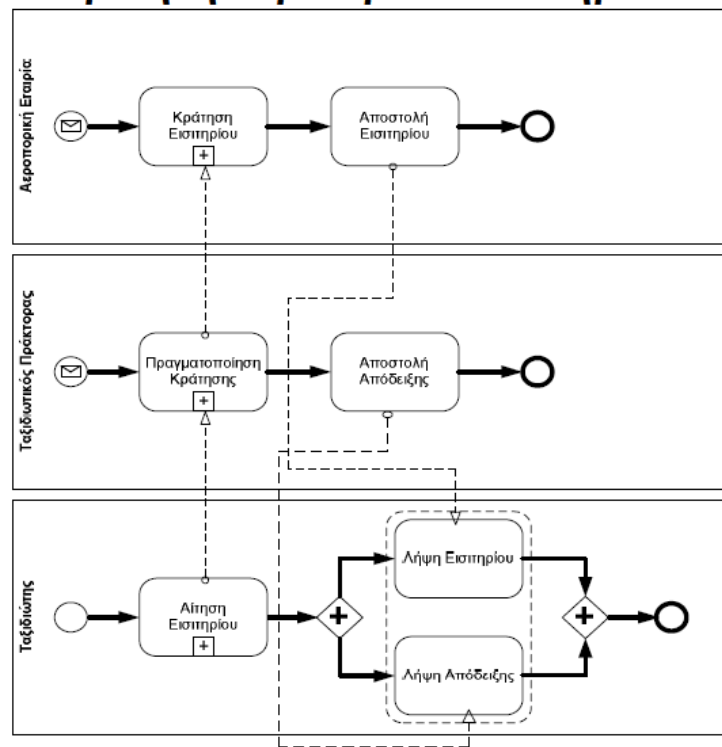 Αεροπορική Εταιρία
Κράτηση
Εισιτηρίου
Αποστολή
Εισιτηρίου
Ταξιδιωτικός Πράκτορας
Πραγματοποίηση
Κράτησης
Αποστολή
Απόδειξης
Ταξιδιώτης
Αίτηση
Εισιτηρίου
Λήψη Εισιτηρίου
Λήψη Απόδειξης